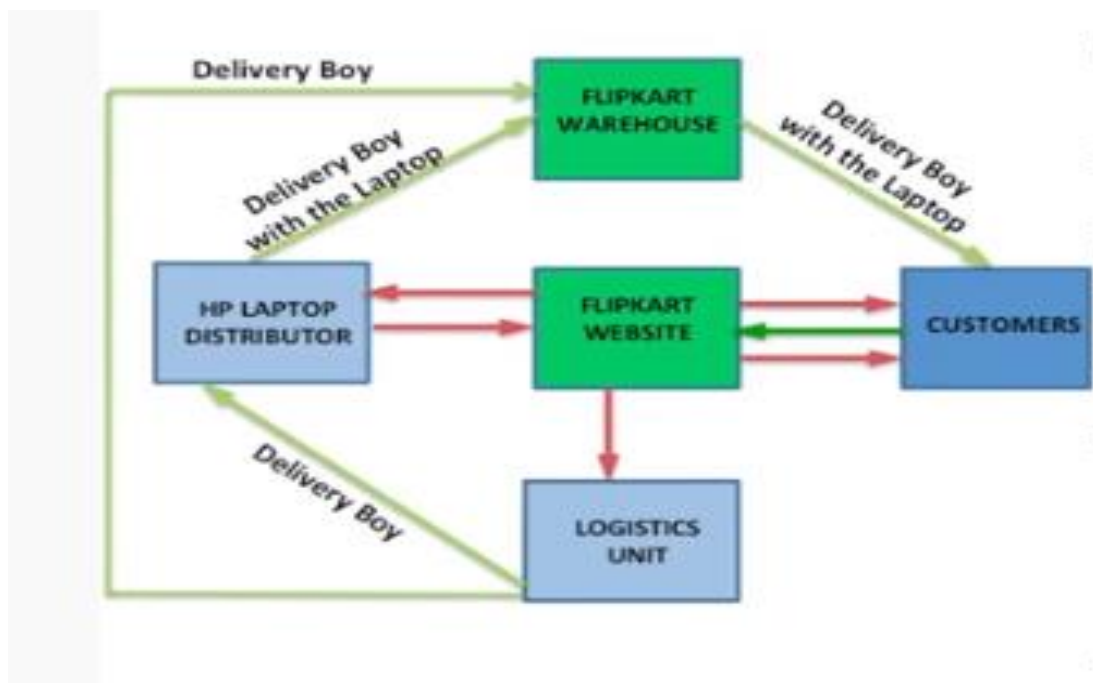 Delivery Boy
FLIPKART
WAREHOUSE
Delivery Boy
with the Laptop
Delivery Boy
with the Laptop
HP LAPTOP
DISTRIBUTOR
FLIPKART
WEBSITE
CUSTOMERS
Delivery Boy
LOGISTICS
UNIT